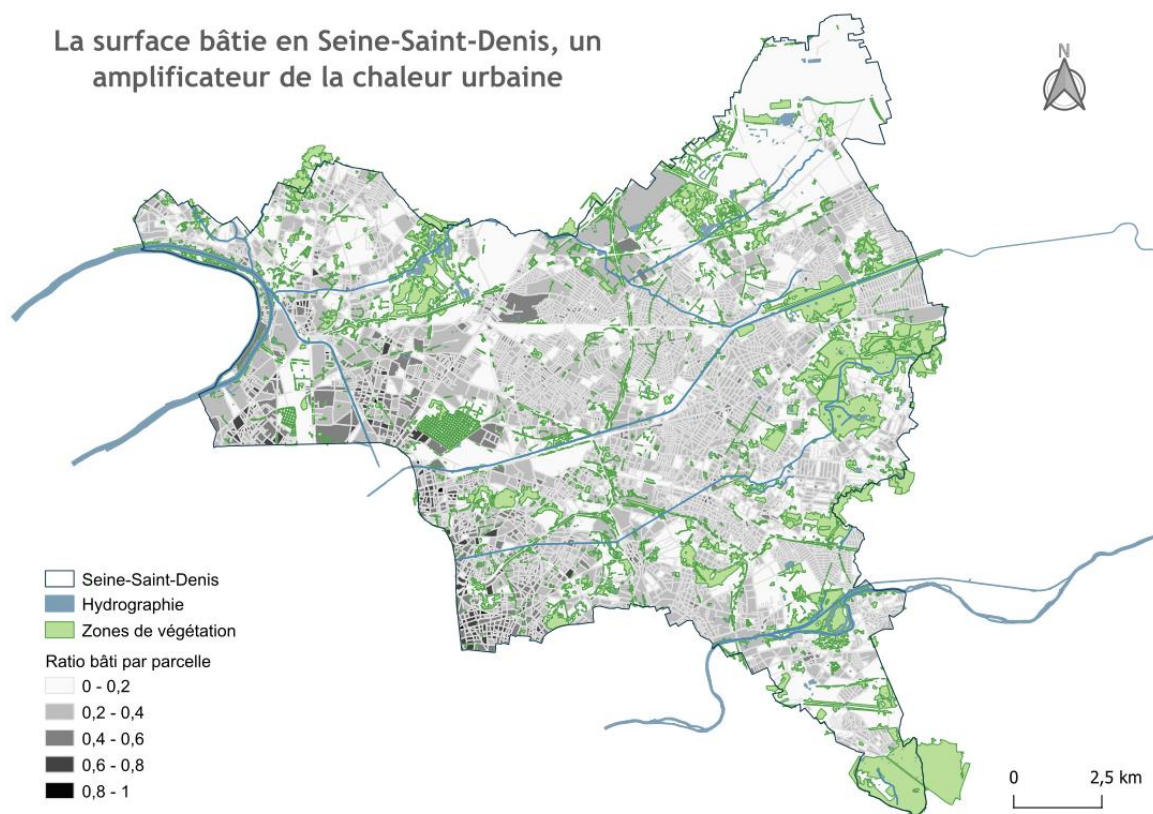 La surface bâtie en Seine-Saint-Denis, un
amplificateur de la chaleur urbaine
N
Seine-Saint-Denis
Hydrographie
Zones de végétation
Ratio bâti par parcelle
0 - 0,2
0,2 - 0,4
0,4 - 0,6
0,6 - 0,8
0,8 - 1
0 2,5 km